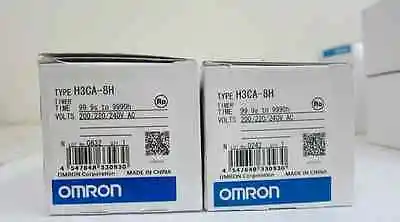 TYPE H3CA-8H
TIMER
TIME 99.9s to 9990h
VOLTS 200/220/240V AC
MADE IN CHINA
OMRON Corporation
OMRON
TYPE H3CA-8H
TIMER
TIME 99.9s to 9990h
VOLTS 200/220/240V AC
N
MADE IN CHINA
OMRON Corporation
OMRON